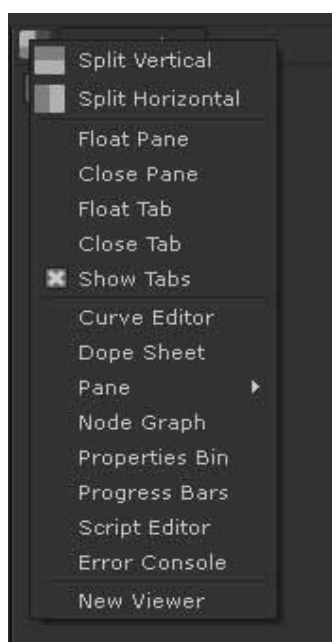 Split Vertical
Split Horizontal
Float Pane
Close Pane
Float Tab
Close Tab
Show Tabs
Curve Editor
Dope Sheet
Pane
Node Graph
Properties Bin
Progress Bars
Script Editor
Error Console
New Viewer